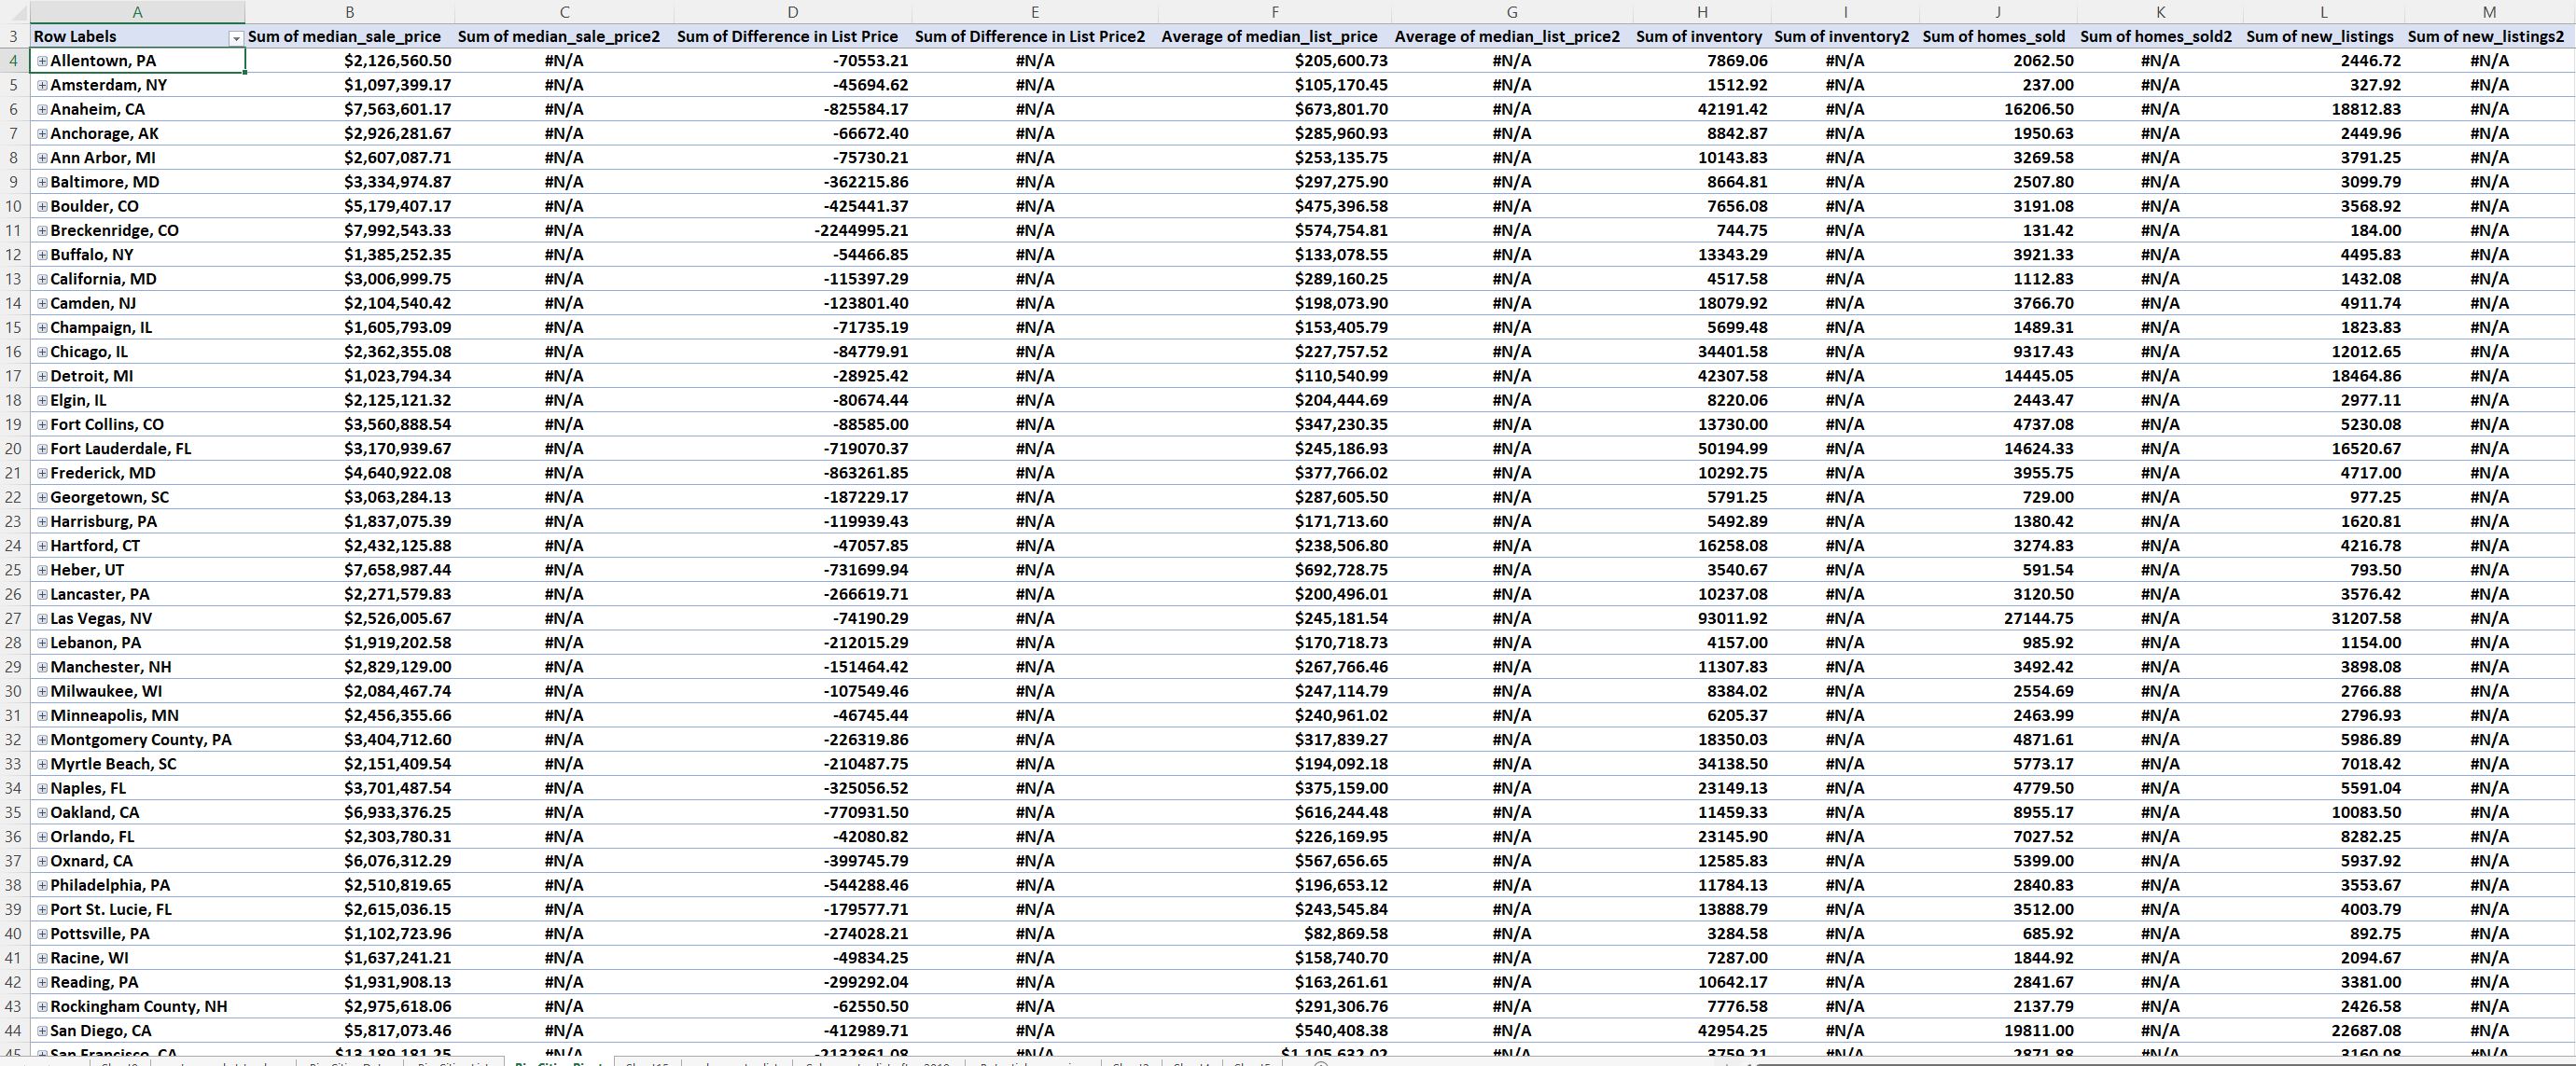 A B C D E F G H I J K L M
3 Row Labels Sum of median_sale_price Sum of median_sale_price2 Sum of Difference in List Price Sum of Difference in List Price2 Average of median_list_price Average of median_list_price2 Sum of inventory Sum of inventory2 Sum of homes_sold Sum of homes_sold2 Sum of new_listings Sum of new_listings2
4 Allentown, PA $2,126,560.50 #N/A -70553.21 #N/A $205,600.73 #N/A 7869.06 #N/A 2062.50 #N/A 2446.72 #N/A
5 Amsterdam, NY $1,097,399.17 #N/A -45694.62 #N/A $105,170.45 #N/A 1512.92 #N/A 237.00 #N/A 327.92 #N/A
6 Anaheim, CA $7,563,601.17 #N/A -825584.17 #N/A $673,801.70 #N/A 42191.42 #N/A 16206.50 #N/A 18812.83 #N/A
7 Anchorage, AK $2,926,281.67 #N/A -66672.40 #N/A $285,960.93 #N/A 8842.87 #N/A 1950.63 #N/A 2449.96 #N/A
8 Ann Arbor, MI $2,607,087.71 #N/A -75730.21 #N/A $253,135.75 #N/A 10143.83 #N/A 3269.58 #N/A 3791.25 #N/A
9 Baltimore, MD $3,334,974.87 #N/A -362215.86 #N/A $297,275.90 #N/A 8664.81 #N/A 2507.80 #N/A 3099.79 #N/A
10 Boulder, CO $5,179,407.17 #N/A -425441.37 #N/A $475,396.58 #N/A 7656.08 #N/A 3191.08 #N/A 3568.92 #N/A
11 Breckenridge, CO $7,992,543.33 #N/A -2244995.21 #N/A $574,754.81 #N/A 744.75 #N/A 131.42 #N/A 184.00 #N/A
12 Buffalo, NY $1,385,252.35 #N/A -54466.85 #N/A $133,078.55 #N/A 13343.29 #N/A 3921.33 #N/A 4495.83 #N/A
13 California, MD $3,006,999.75 #N/A -115397.29 #N/A $289,160.25 #N/A 4517.58 #N/A 1112.83 #N/A 1432.08 #N/A
14 Camden, NJ $2,104,540.42 #N/A -123801.40 #N/A $198,073.90 #N/A 18079.92 #N/A 3766.70 #N/A 4911.74 #N/A
15 Champaign, IL $1,605,793.09 #N/A -71735.19 #N/A $153,405.79 #N/A 5699.48 #N/A 1489.31 #N/A 1823.83 #N/A
16 Chicago, IL $2,362,355.08 #N/A -84779.91 #N/A $227,757.52 #N/A 34401.58 #N/A 9317.43 #N/A 12012.65 #N/A
17 Detroit, MI $1,023,794.34 #N/A -28925.42 #N/A $110,540.99 #N/A 42307.58 #N/A 14445.05 #N/A 18464.86 #N/A
18 Elgin, IL $2,125,121.32 #N/A -80674.44 #N/A $204,444.69 #N/A 8220.06 #N/A 2443.47 #N/A 2977.11 #N/A
19 Fort Collins, CO $3,560,888.54 #N/A -88585.00 #N/A $347,230.35 #N/A 13730.00 #N/A 4737.08 #N/A 5230.08 #N/A
20 Fort Lauderdale, FL $3,170,939.67 #N/A -719070.37 #N/A $245,186.93 #N/A 50194.99 #N/A 14624.33 #N/A 16520.67 #N/A
21 Frederick, MD $4,640,922.08 #N/A -863261.85 #N/A $377,766.02 #N/A 10292.75 #N/A 3955.75 #N/A 4717.00 #N/A
22 Georgetown, SC $3,063,284.13 #N/A -187229.17 #N/A $287,605.50 #N/A 5791.25 #N/A 729.00 #N/A 977.25 #N/A
23 Harrisburg, PA $1,837,075.39 #N/A -119939.43 #N/A $171,713.60 #N/A 5492.89 #N/A 1380.42 #N/A 1620.81 #N/A
24 Hartford, CT $2,432,125.88 #N/A -47057.85 #N/A $238,506.80 #N/A 16258.08 #N/A 3274.83 #N/A 4216.78 #N/A
25 Heber, UT $7,658,987.44 #N/A -731699.94 #N/A $692,728.75 #N/A 3540.67 #N/A 591.54 #N/A 793.50 #N/A
26 Lancaster, PA $2,271,579.83 #N/A -266619.71 #N/A $200,496.01 #N/A 10237.08 #N/A 3120.50 #N/A 3576.42 #N/A
27 Las Vegas, NV $2,526,005.67 #N/A -74190.29 #N/A $245,181.54 #N/A 93011.92 #N/A 27144.75 #N/A 31207.58 #N/A
28 Lebanon, PA $1,919,202.58 #N/A -212015.29 #N/A $170,718.73 #N/A 4157.00 #N/A 985.92 #N/A 1154.00 #N/A
29 Manchester, NH $2,829,129.00 #N/A -151464.42 #N/A $267,766.46 #N/A 11307.83 #N/A 3492.42 #N/A 3898.08 #N/A
30 Milwaukee, WI $2,084,467.74 #N/A -107549.46 #N/A $247,114.79 #N/A 8384.02 #N/A 2554.69 #N/A 2766.88 #N/A
31 Minneapolis, MN $2,456,355.66 #N/A -46745.44 #N/A $240,961.02 #N/A 6205.37 #N/A 2463.99 #N/A 2796.93 #N/A
32 Montgomery County, PA $3,404,712.60 #N/A -226319.86 #N/A $317,839.27 #N/A 18350.03 #N/A 4871.61 #N/A 5986.89 #N/A
33 Myrtle Beach, SC $2,151,409.54 #N/A -210487.75 #N/A $194,092.18 #N/A 34138.50 #N/A 5773.17 #N/A 7018.42 #N/A
34 Naples, FL $3,701,487.54 #N/A -325056.52 #N/A $375,159.00 #N/A 23149.13 #N/A 4779.50 #N/A 5591.04 #N/A
35 Oakland, CA $6,933,376.25 #N/A -770931.50 #N/A $616,244.48 #N/A 11459.33 #N/A 8955.17 #N/A 10083.50 #N/A
36 Orlando, FL $2,303,780.31 #N/A -42080.82 #N/A $226,169.95 #N/A 23145.90 #N/A 7027.52 #N/A 8282.25 #N/A
37 Oxnard, CA $6,076,312.29 #N/A -399745.79 #N/A $567,656.65 #N/A 12585.83 #N/A 5399.00 #N/A 5937.92 #N/A
38 Philadelphia, PA $2,510,819.65 #N/A -544288.46 #N/A $196,653.12 #N/A 11784.13 #N/A 2840.83 #N/A 3553.67 #N/A
39 Port St. Lucie, FL $2,615,036.15 #N/A -179577.71 #N/A $243,545.84 #N/A 13888.79 #N/A 3512.00 #N/A 4003.79 #N/A
40 Pottsville, PA $1,102,723.96 #N/A -274028.21 #N/A $82,869.58 #N/A 3284.58 #N/A 685.92 #N/A 892.75 #N/A
41 Racine, WI $1,637,241.21 #N/A -49834.25 #N/A $158,740.70 #N/A 7287.00 #N/A 1844.92 #N/A 2094.67 #N/A
42 Reading, PA $1,931,908.13 #N/A -299292.04 #N/A $163,261.61 #N/A 10642.17 #N/A 2841.67 #N/A 3381.00 #N/A
43 Rockingham County, NH $2,975,618.06 #N/A -62550.50 #N/A $291,306.76 #N/A 7776.58 #N/A 2137.79 #N/A 2426.58 #N/A
44 San Diego, CA $5,817,073.46 #N/A -412989.71 #N/A $540,408.38 #N/A 42954.25 #N/A 19811.00 #N/A 22687.08 #N/A
45 San Francisco, CA $13,189,181.25 #N/A -2132861.08 #N/A $1,105,632.02 #N/A 3759.21 #N/A 2871.88 #N/A 3160.08 #N/A